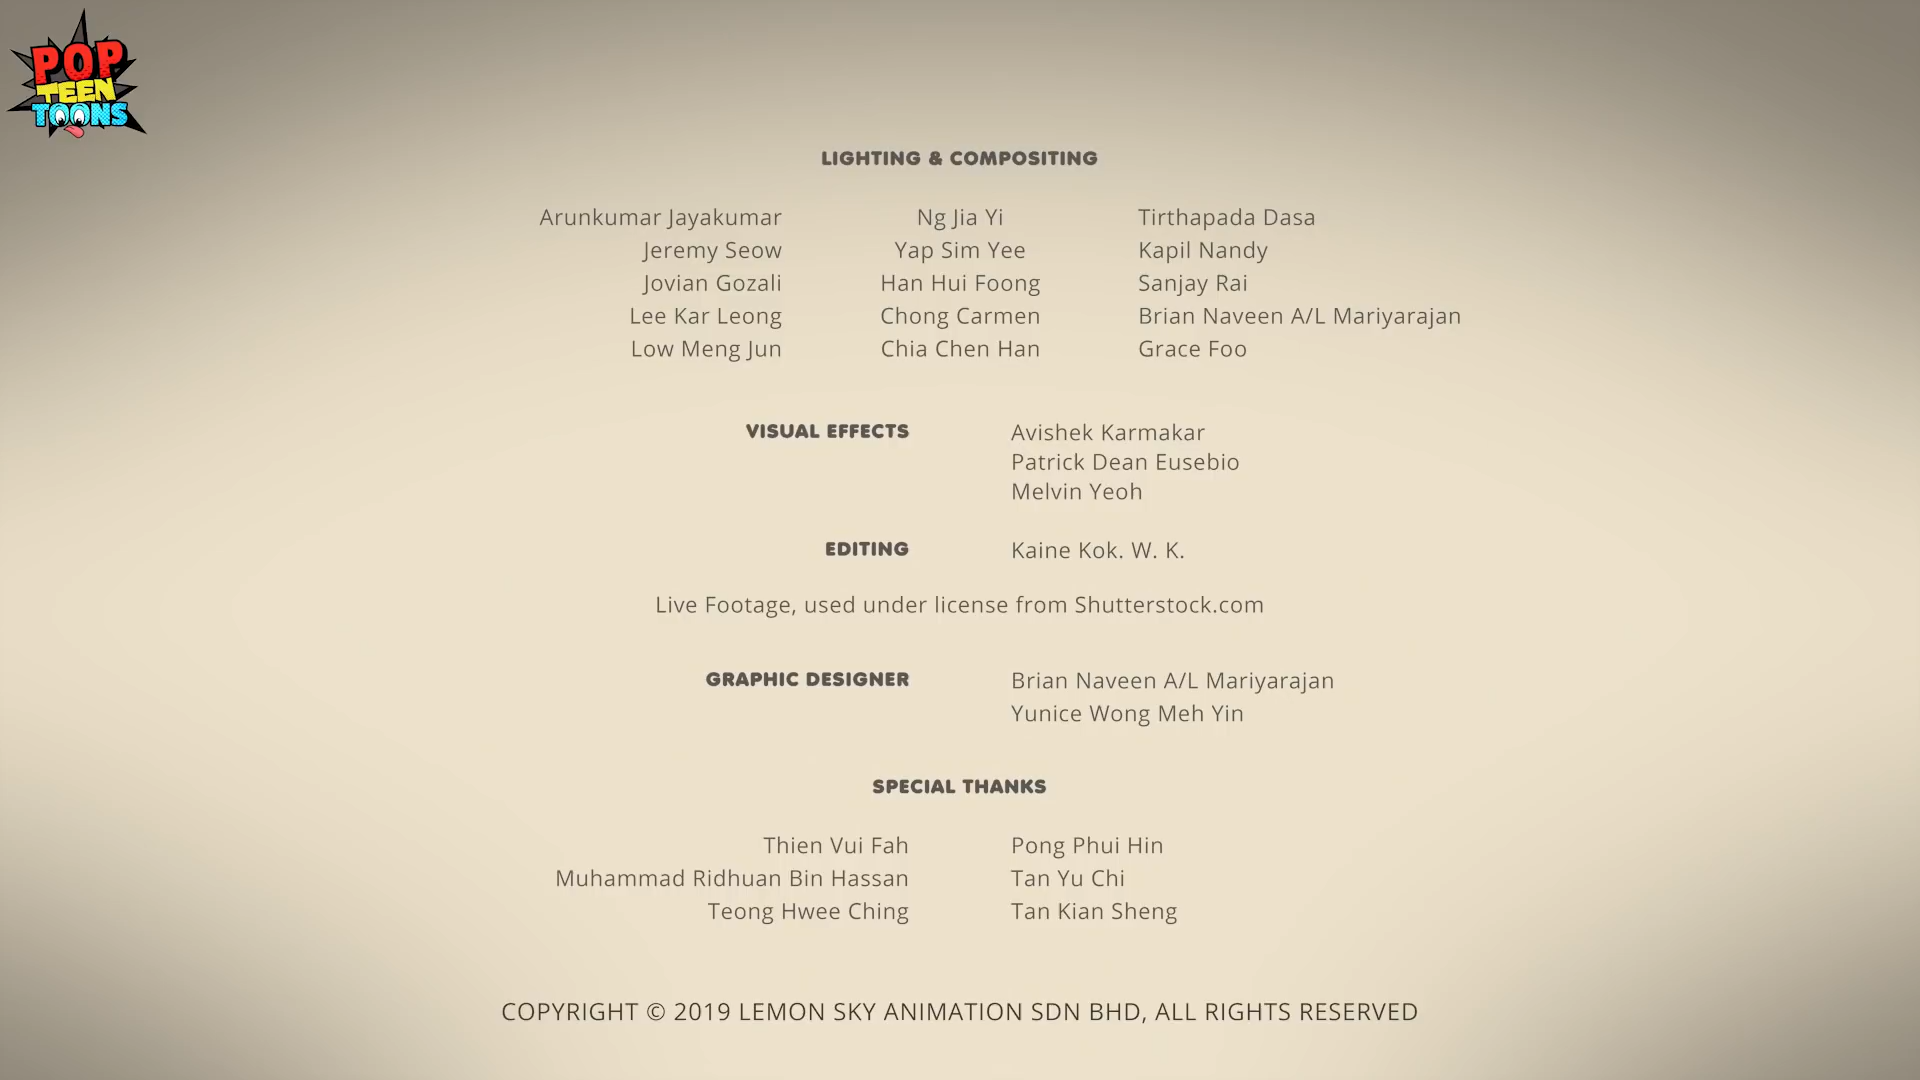 POP
TEEN
TOONS
LIGHTING & COMPOSITING
Arunkumar Jayakumar Ng Jia Yi Tirthapada Dasa
Jeremy Seow Yap Sim Yee Kapil Nandy
Jovian Gozali Han Hui Foong Sanjay Rai
Lee Kar Leong Chong Carmen Brian Naveen A/L Mariyarajan
Low Meng Jun Chia Chen Han Grace Foo
VISUAL EFFECTS Avishek Karmakar
Patrick Dean Eusebio
Melvin Yeoh
EDITING Kaine Kok. W. K.
Live Footage, used under license from Shutterstock.com
GRAPHIC DESIGNER Brian Naveen A/L Mariyarajan
Yunice Wong Meh Yin
SPECIAL THANKS
Thien Vui Fah Pong Phui Hin
Muhammad Ridhuan Bin Hassan Tan Yu Chi
Teong Hwee Ching Tan Kian Sheng
COPYRIGHT © 2019 LEMON SKY ANIMATION SDN BHD, ALL RIGHTS RESERVED